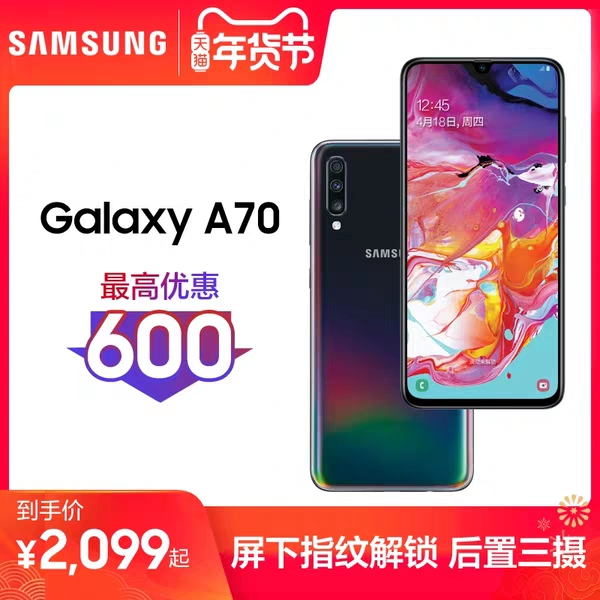 SAMSUNG 天猫 年货节
Galaxy A70
最高优惠
600
12:45
4月18日,周四
SAMSUNG
到手价
¥2,099起
屏下指纹解锁 后置三摄